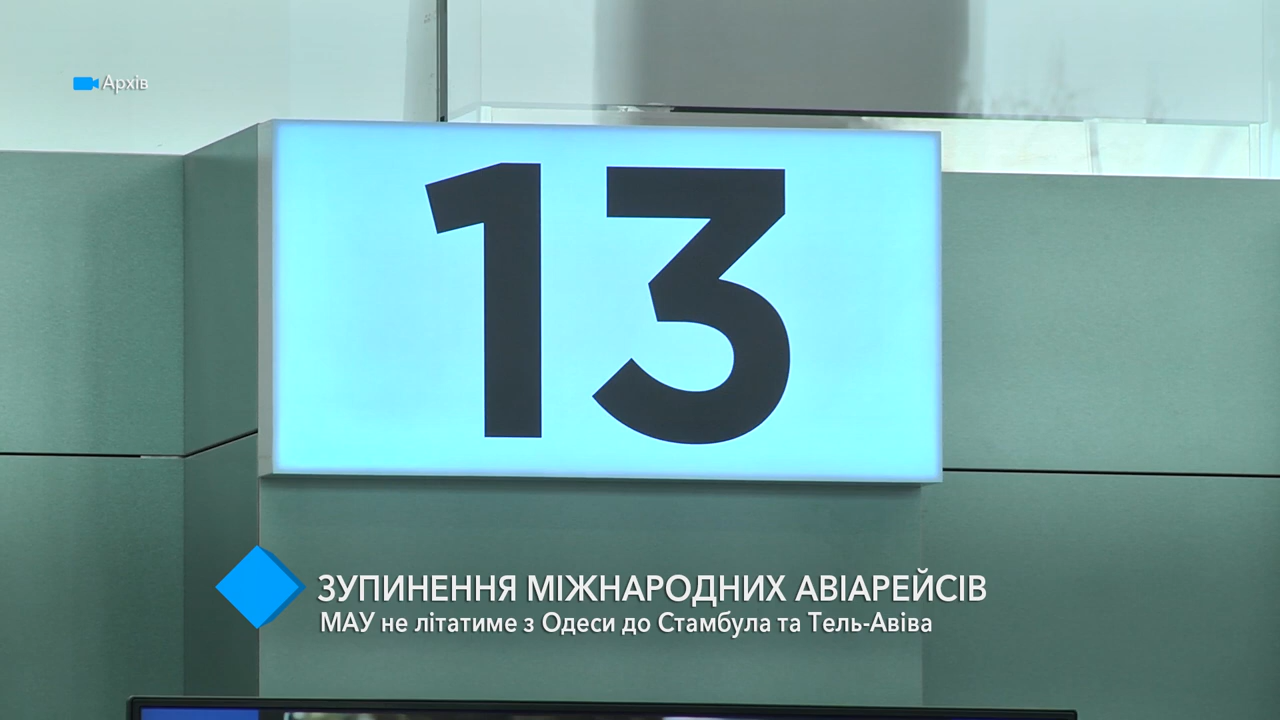 Архів
13
ЗУПИНЕННЯ МІЖНАРОДНИХ АВІАРЕЙСІВ
МАУ не літатиме з Одеси до Стамбула та Тель-Авіва